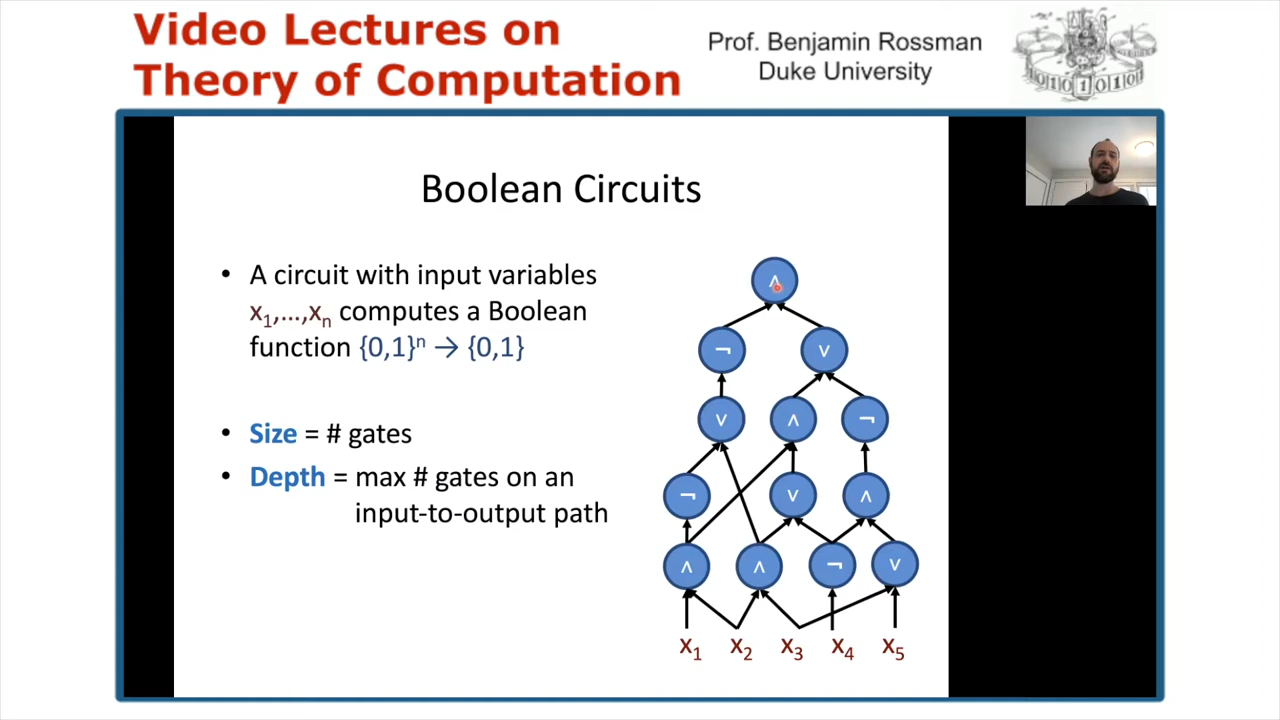 Video Lectures on
Theory of Computation
Prof. Benjamin Rossman
Duke University
Boolean Circuits
• A circuit with input variables
x₁,...,xₙ computes a Boolean
function {0,1}ⁿ → {0,1}
• Size = # gates
• Depth = max # gates on an
input-to-output path
∧
¬ ∨
∨ ∧ ¬
¬ ∨ ∧
∧ ∧ ¬ ∨
x₁ x₂ x₃ x₄ x₅